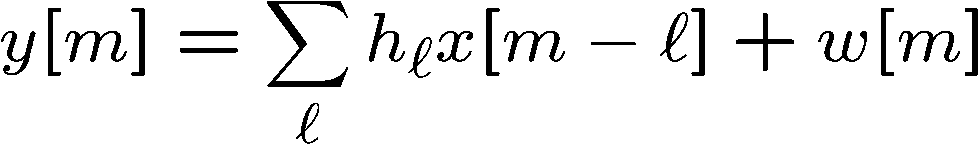 y[m] = ∑_ℓ h_ℓ x[m − ℓ] + w[m]